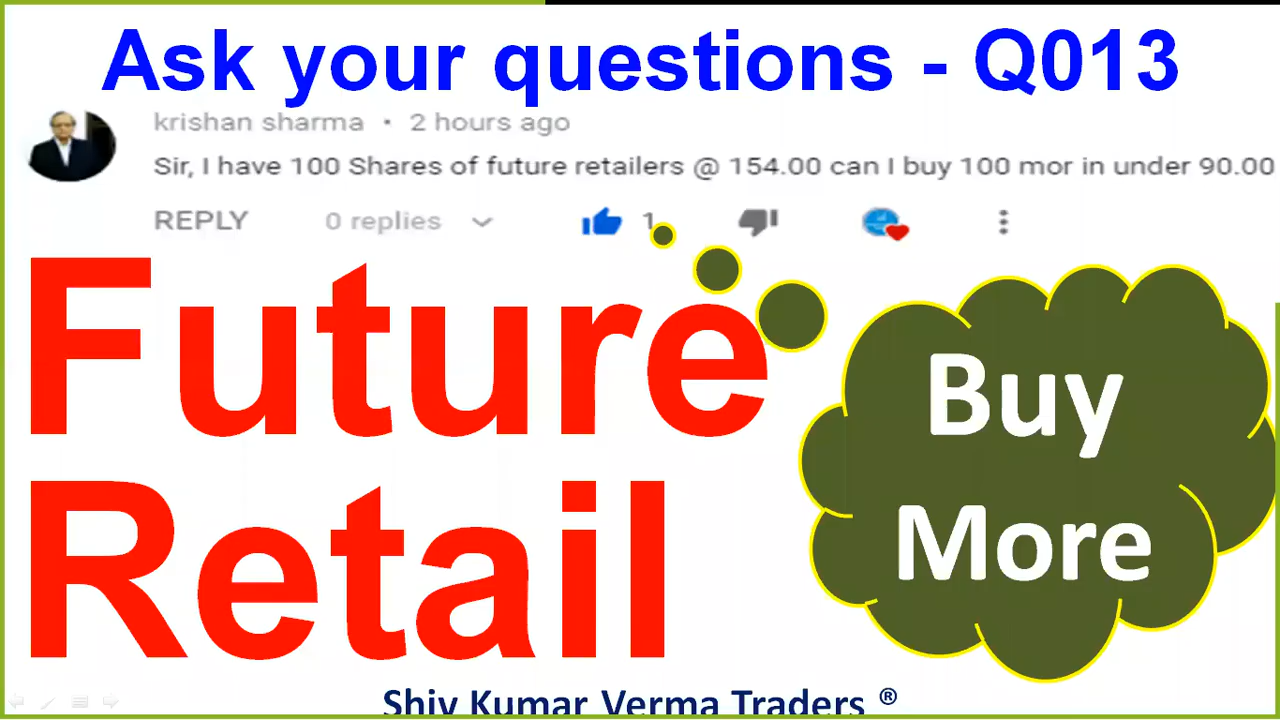 Ask your questions - Q013
krishan sharma • 2 hours ago
Sir, I have 100 Shares of future retailers @ 154.00 can I buy 100 mor in under 90.00
REPLY 0 replies 1
Future
Retail
Buy
More
Shiv Kumar Verma Traders ®